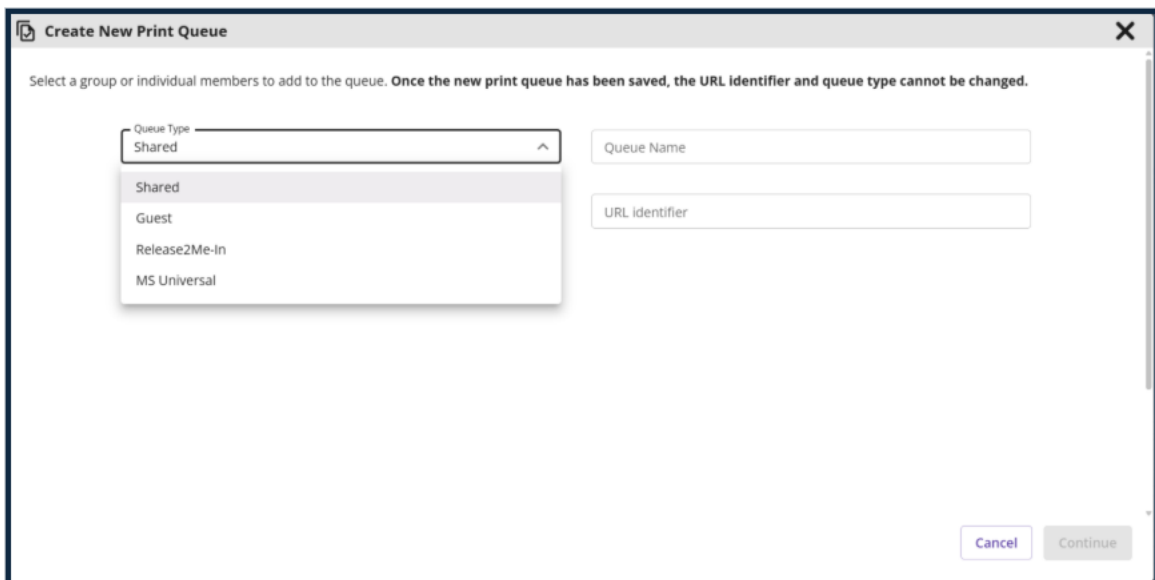 Create New Print Queue
Select a group or individual members to add to the queue. Once the new print queue has been saved, the URL identifier and queue type cannot be changed.
Queue Type
Shared
Queue Name
Shared
Guest
Release2Me-In
MS Universal
URL identifier
Cancel
Continue